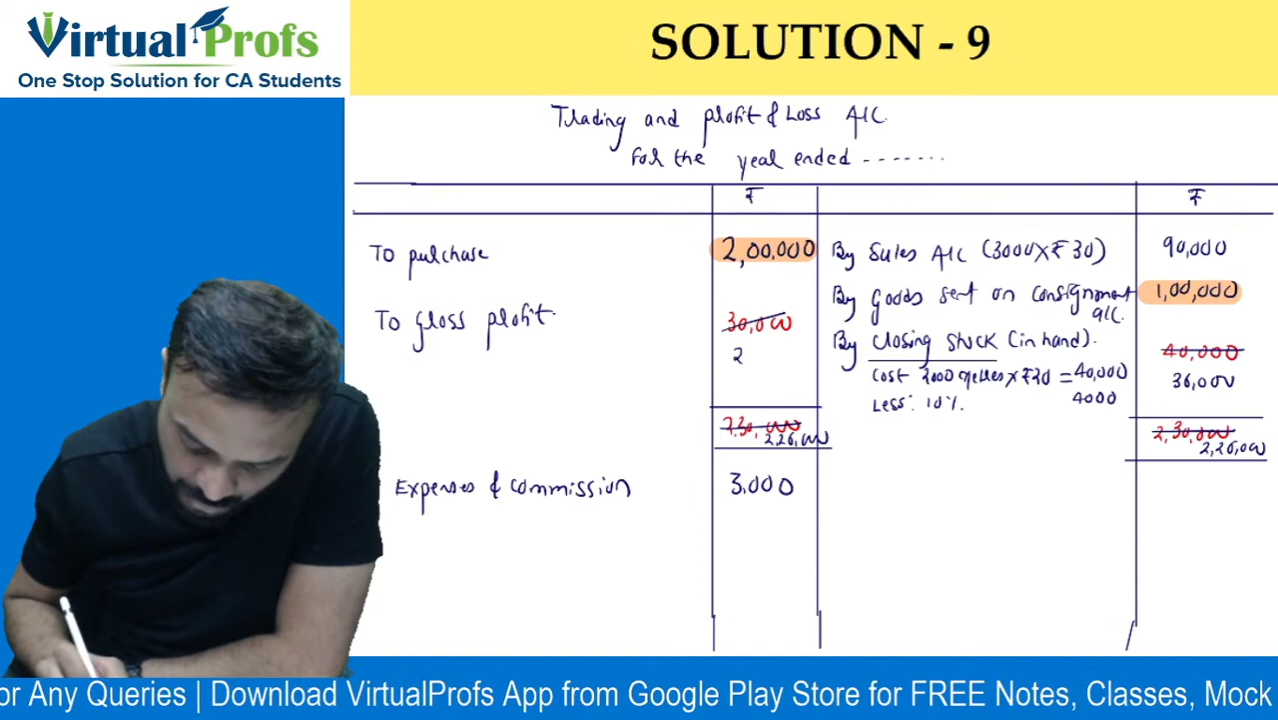 Virtual Profs
One Stop Solution for CA Students
SOLUTION - 9
Trading and profit & Loss A/C.
For the year ended --------
₹ ₹
To purchase 2,00,000 By Sales A/C (3000X₹30) 90,000
By Goods sent on consignment a/c. 1,00,000
To Gross profit 30,000
By Closing Stock (in hand). 40,000
2
Cost 2000 metres x ₹20 = 40,000 36,000
Less: 10%. 4000
2,30,000 2,30,000
2,26,000 2,26,000
Expenses & commission 3,000
or Any Queries | Download VirtualProfs App from Google Play Store for FREE Notes, Classes, Mock